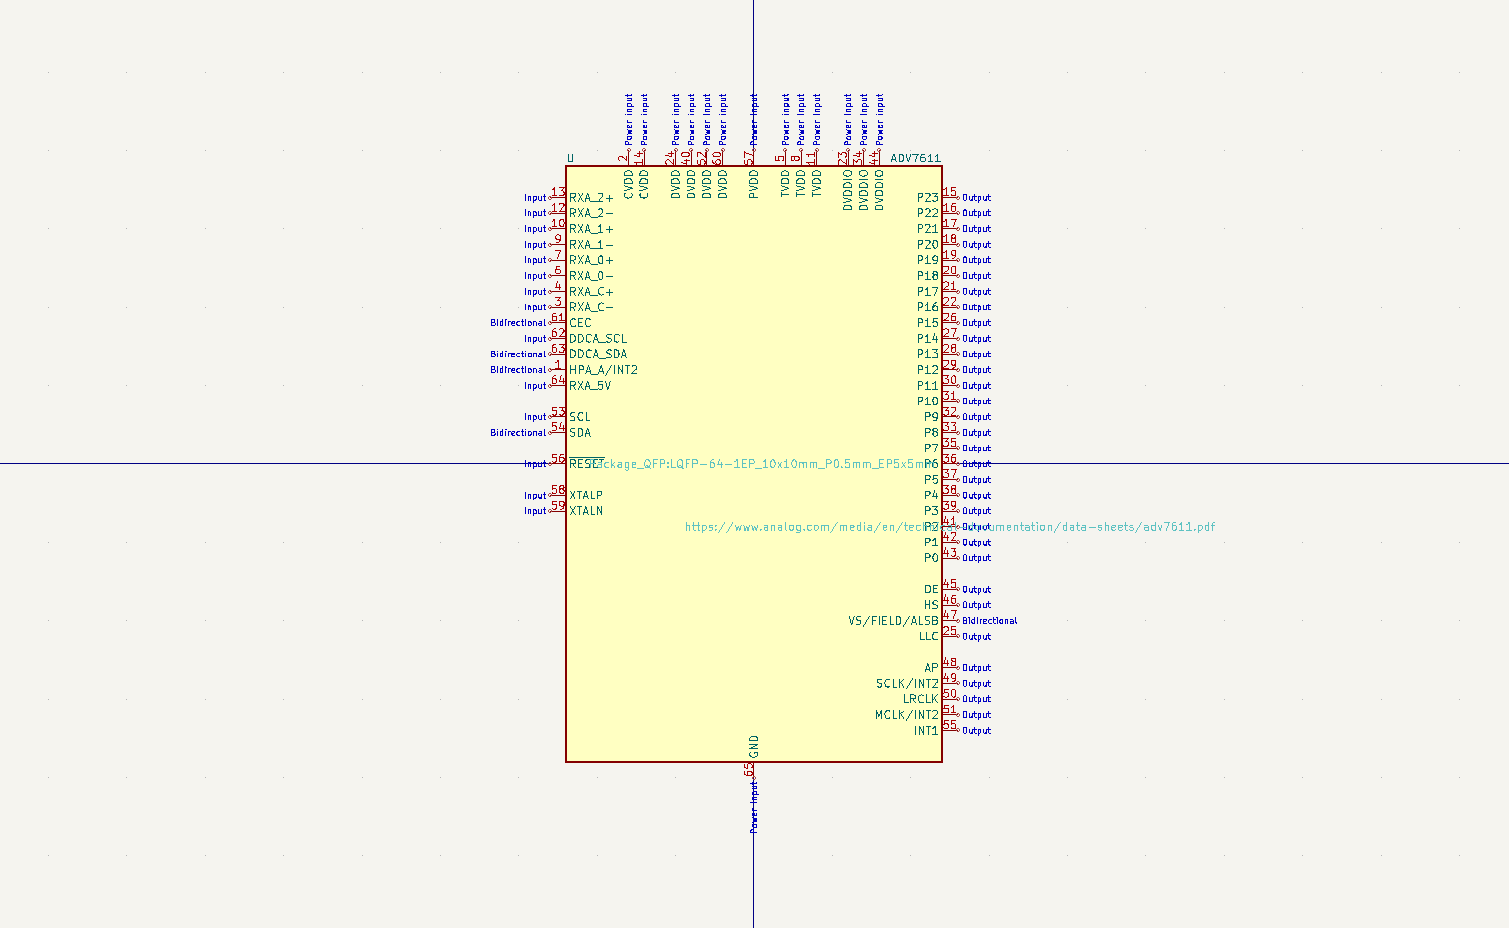 Power Input Power Input Power Input Power Input Power Input Power Input Power Input Power Input Power Input Power Input Power Input Power Input Power Input
2 14 24 40 52 60 57 5 8 11 23 34 44
U ADV7611
CVDD CVDD DVDD DVDD DVDD DVDD PVDD TVDD TVDD TVDD DVDDIO DVDDIO DVDDIO
Input 13 RXA_2+ P23 15 Output
Input 12 RXA_2- P22 16 Output
Input 10 RXA_1+ P21 17 Output
Input 9 RXA_1- P20 18 Output
Input 7 RXA_0+ P19 19 Output
Input 6 RXA_0- P18 20 Output
Input 4 RXA_C+ P17 21 Output
Input 3 RXA_C- P16 22 Output
Bidirectional 61 CEC P15 26 Output
Input 62 DDCA_SCL P14 27 Output
Bidirectional 63 DDCA_SDA P13 28 Output
Bidirectional 1 HPA_A/INT2 P12 29 Output
Input 64 RXA_5V P11 30 Output
P10 31 Output
Input 53 SCL P9 32 Output
Bidirectional 54 SDA P8 33 Output
P7 35 Output
Input 56 RESET Package_QFP:LQFP-64-1EP_10x10mm_P0.5mm_EP5x5mm P6 36 Output
P5 37 Output
Input 58 XTALP P4 38 Output
Input 59 XTALN P3 39 Output
https://www.analog.com/media/en/technical-documentation/data-sheets/adv7611.pdf P2 41 Output
P1 42 Output
P0 43 Output
DE 45 Output
HS 46 Output
VS/FIELD/ALSB 47 Bidirectional
LLC 25 Output
AP 48 Output
SCLK/INT2 49 Output
LRCLK 50 Output
MCLK/INT2 51 Output
INT1 55 Output
GND
65
Power Input